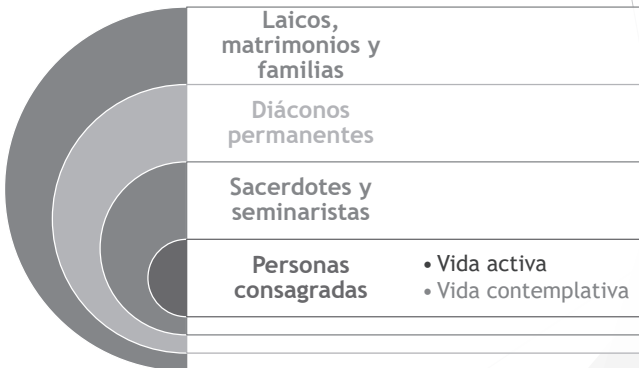 Laicos,
matrimonios y
familias
Diáconos
permanentes
Sacerdotes y
seminaristas
Personas
consagradas
• Vida activa
• Vida contemplativa